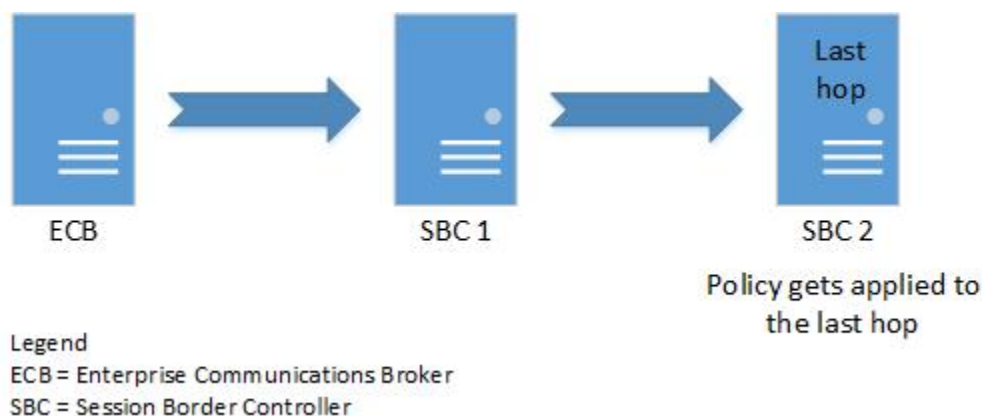 Last
hop
ECB
SBC 1
SBC 2
Policy gets applied to
the last hop
Legend
ECB = Enterprise Communications Broker
SBC = Session Border Controller